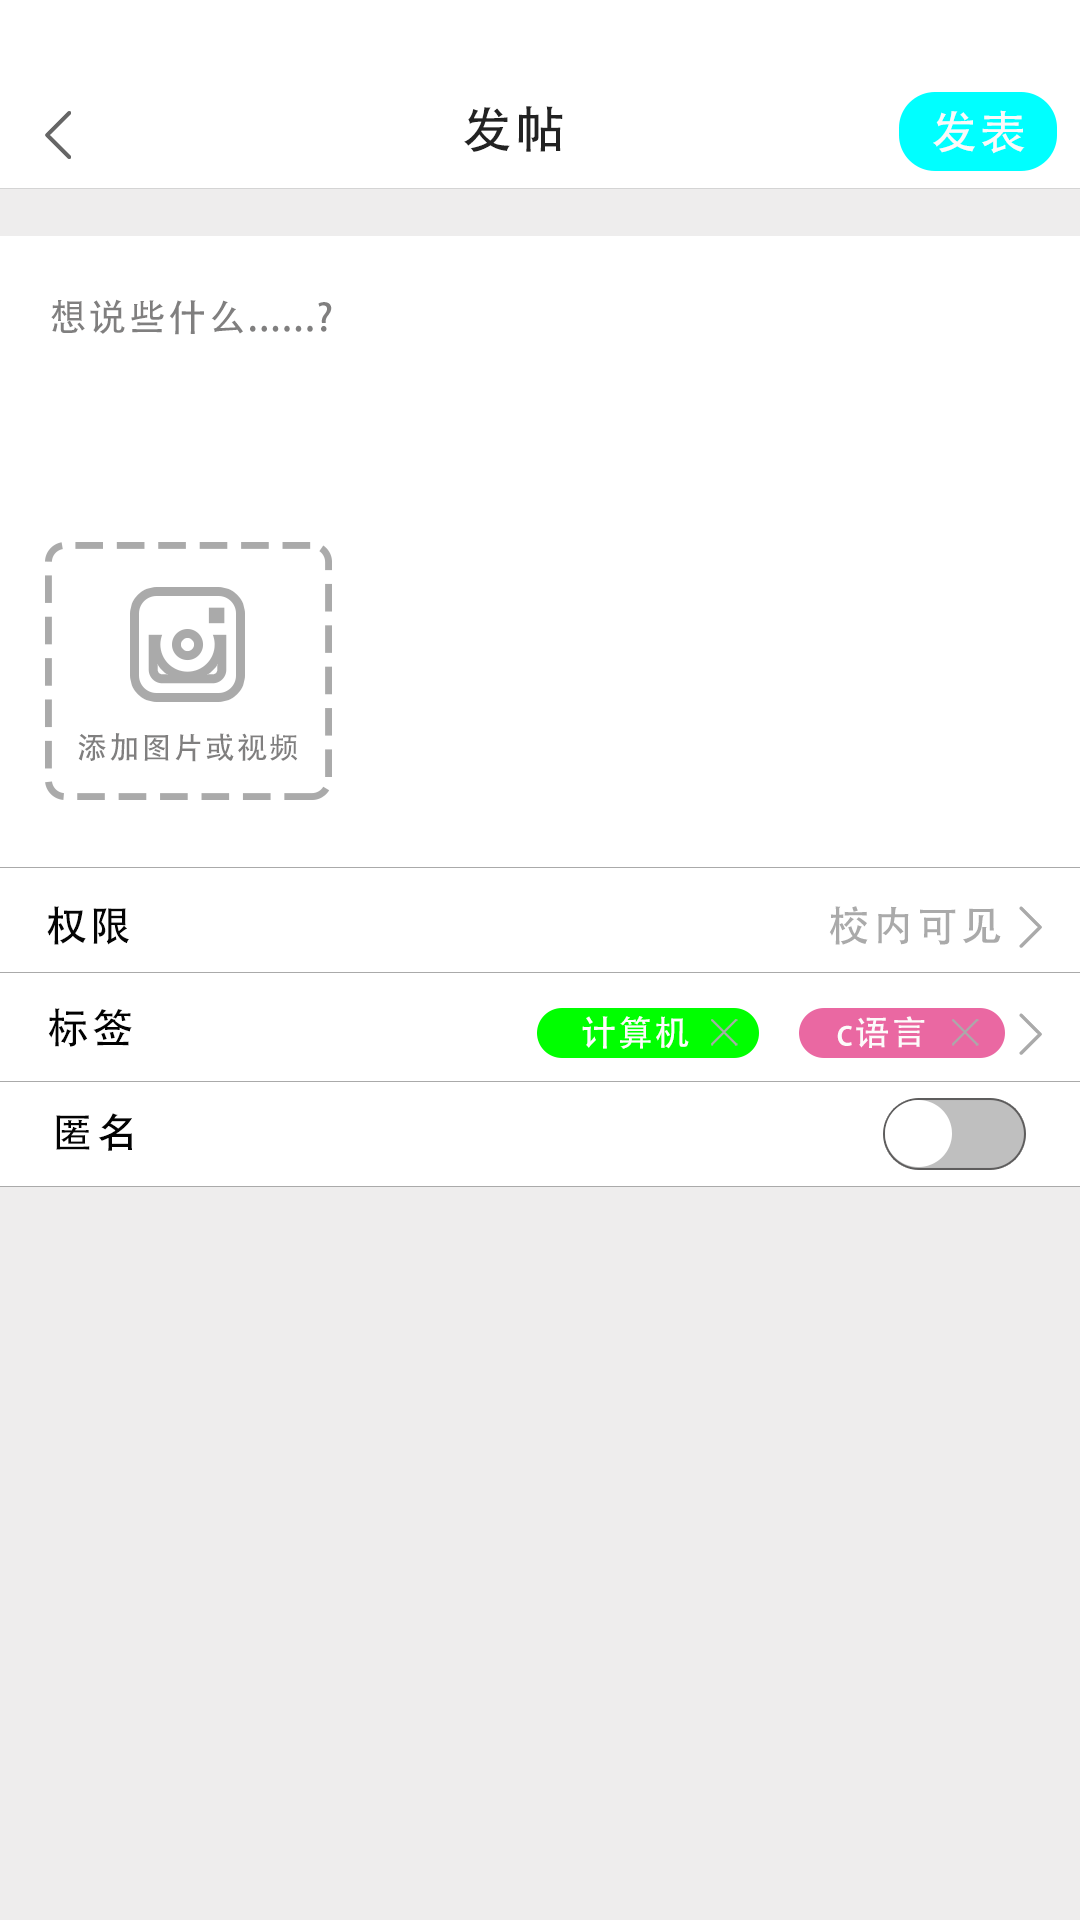 发帖
发表
想说些什么......?
添加图片或视频
权限 校内可见
标签 计算机 c语言
匿名